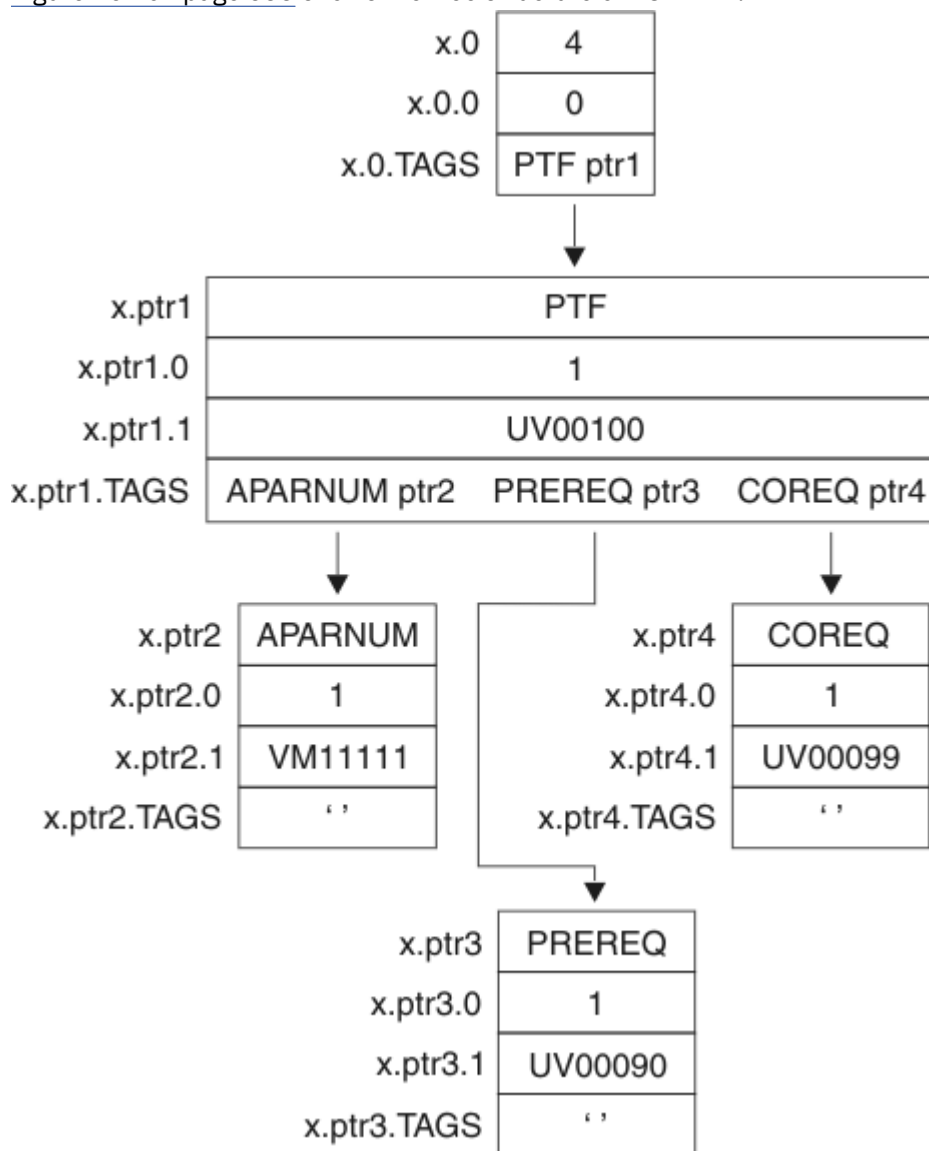 x.0 4
x.0.0 0
x.0.TAGS PTF ptr1
x.ptr1 PTF
x.ptr1.0 1
x.ptr1.1 UV00100
x.ptr1.TAGS APARNUM ptr2 PREREQ ptr3 COREQ ptr4
x.ptr2 APARNUM x.ptr4 COREQ
x.ptr2.0 1 x.ptr4.0 1
x.ptr2.1 VM11111 x.ptr4.1 UV00099
x.ptr2.TAGS ‘ ’ x.ptr4.TAGS ‘ ’
x.ptr3 PREREQ
x.ptr3.0 1
x.ptr3.1 UV00090
x.ptr3.TAGS ‘ ’